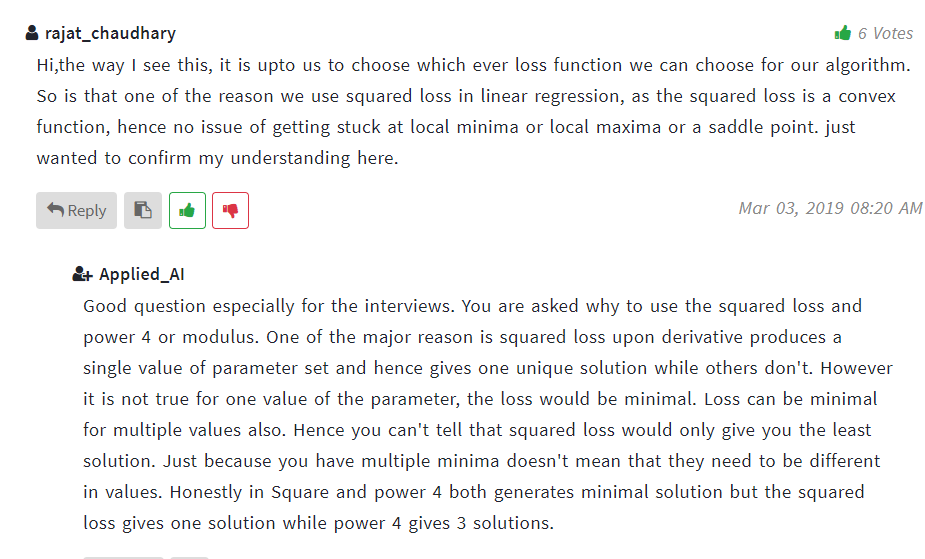 rajat_chaudhary
6 Votes
Hi,the way I see this, it is upto us to choose which ever loss function we can choose for our algorithm.
So is that one of the reason we use squared loss in linear regression, as the squared loss is a convex
function, hence no issue of getting stuck at local minima or local maxima or a saddle point. just
wanted to confirm my understanding here.
Reply
Mar 03, 2019 08:20 AM
Applied_AI
Good question especially for the interviews. You are asked why to use the squared loss and
power 4 or modulus. One of the major reason is squared loss upon derivative produces a
single value of parameter set and hence gives one unique solution while others don't. However
it is not true for one value of the parameter, the loss would be minimal. Loss can be minimal
for multiple values also. Hence you can't tell that squared loss would only give you the least
solution. Just because you have multiple minima doesn't mean that they need to be different
in values. Honestly in Square and power 4 both generates minimal solution but the squared
loss gives one solution while power 4 gives 3 solutions.